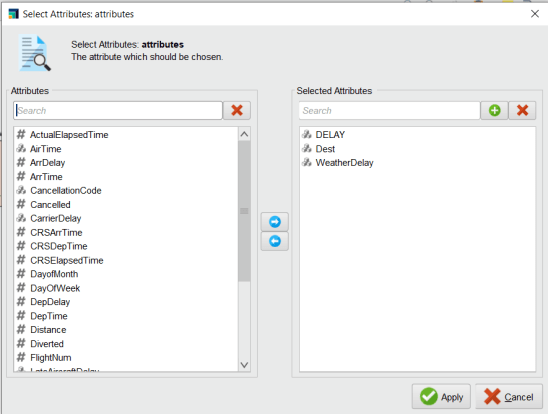 Select Attributes: attributes
Select Attributes: attributes
The attribute which should be chosen.
Attributes
Search
# ActualElapsedTime
AirTime
# ArrDelay
# ArrTime
CancellationCode
# Cancelled
CarrierDelay
# CRSArrTime
# CRSDepTime
# CRSElapsedTime
# DayofMonth
# DayOfWeek
# DepDelay
# DepTime
# Distance
# Diverted
# FlightNum
LateAircraftDelay
Selected Attributes
Search
DELAY
Dest
WeatherDelay
Apply
Cancel